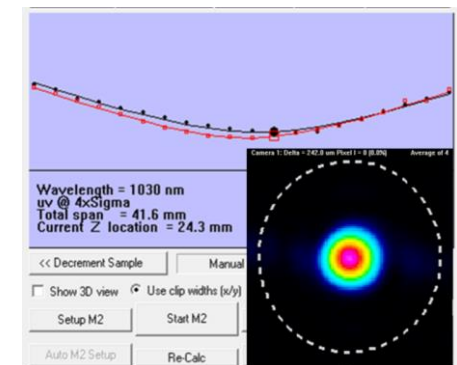 Camera 1: Delta = 242.0 um Pixel I = 0 (0.0%) Average of 4
Wavelength = 1030 nm
uv @ 4xSigma
Total span = 41.6 mm
Current Z location = 24.3 mm
<< Decrement Sample
Manual
Show 3D view
Use clip widths (x/y)
Setup M2
Start M2
Auto M2 Setup
Re-Calc